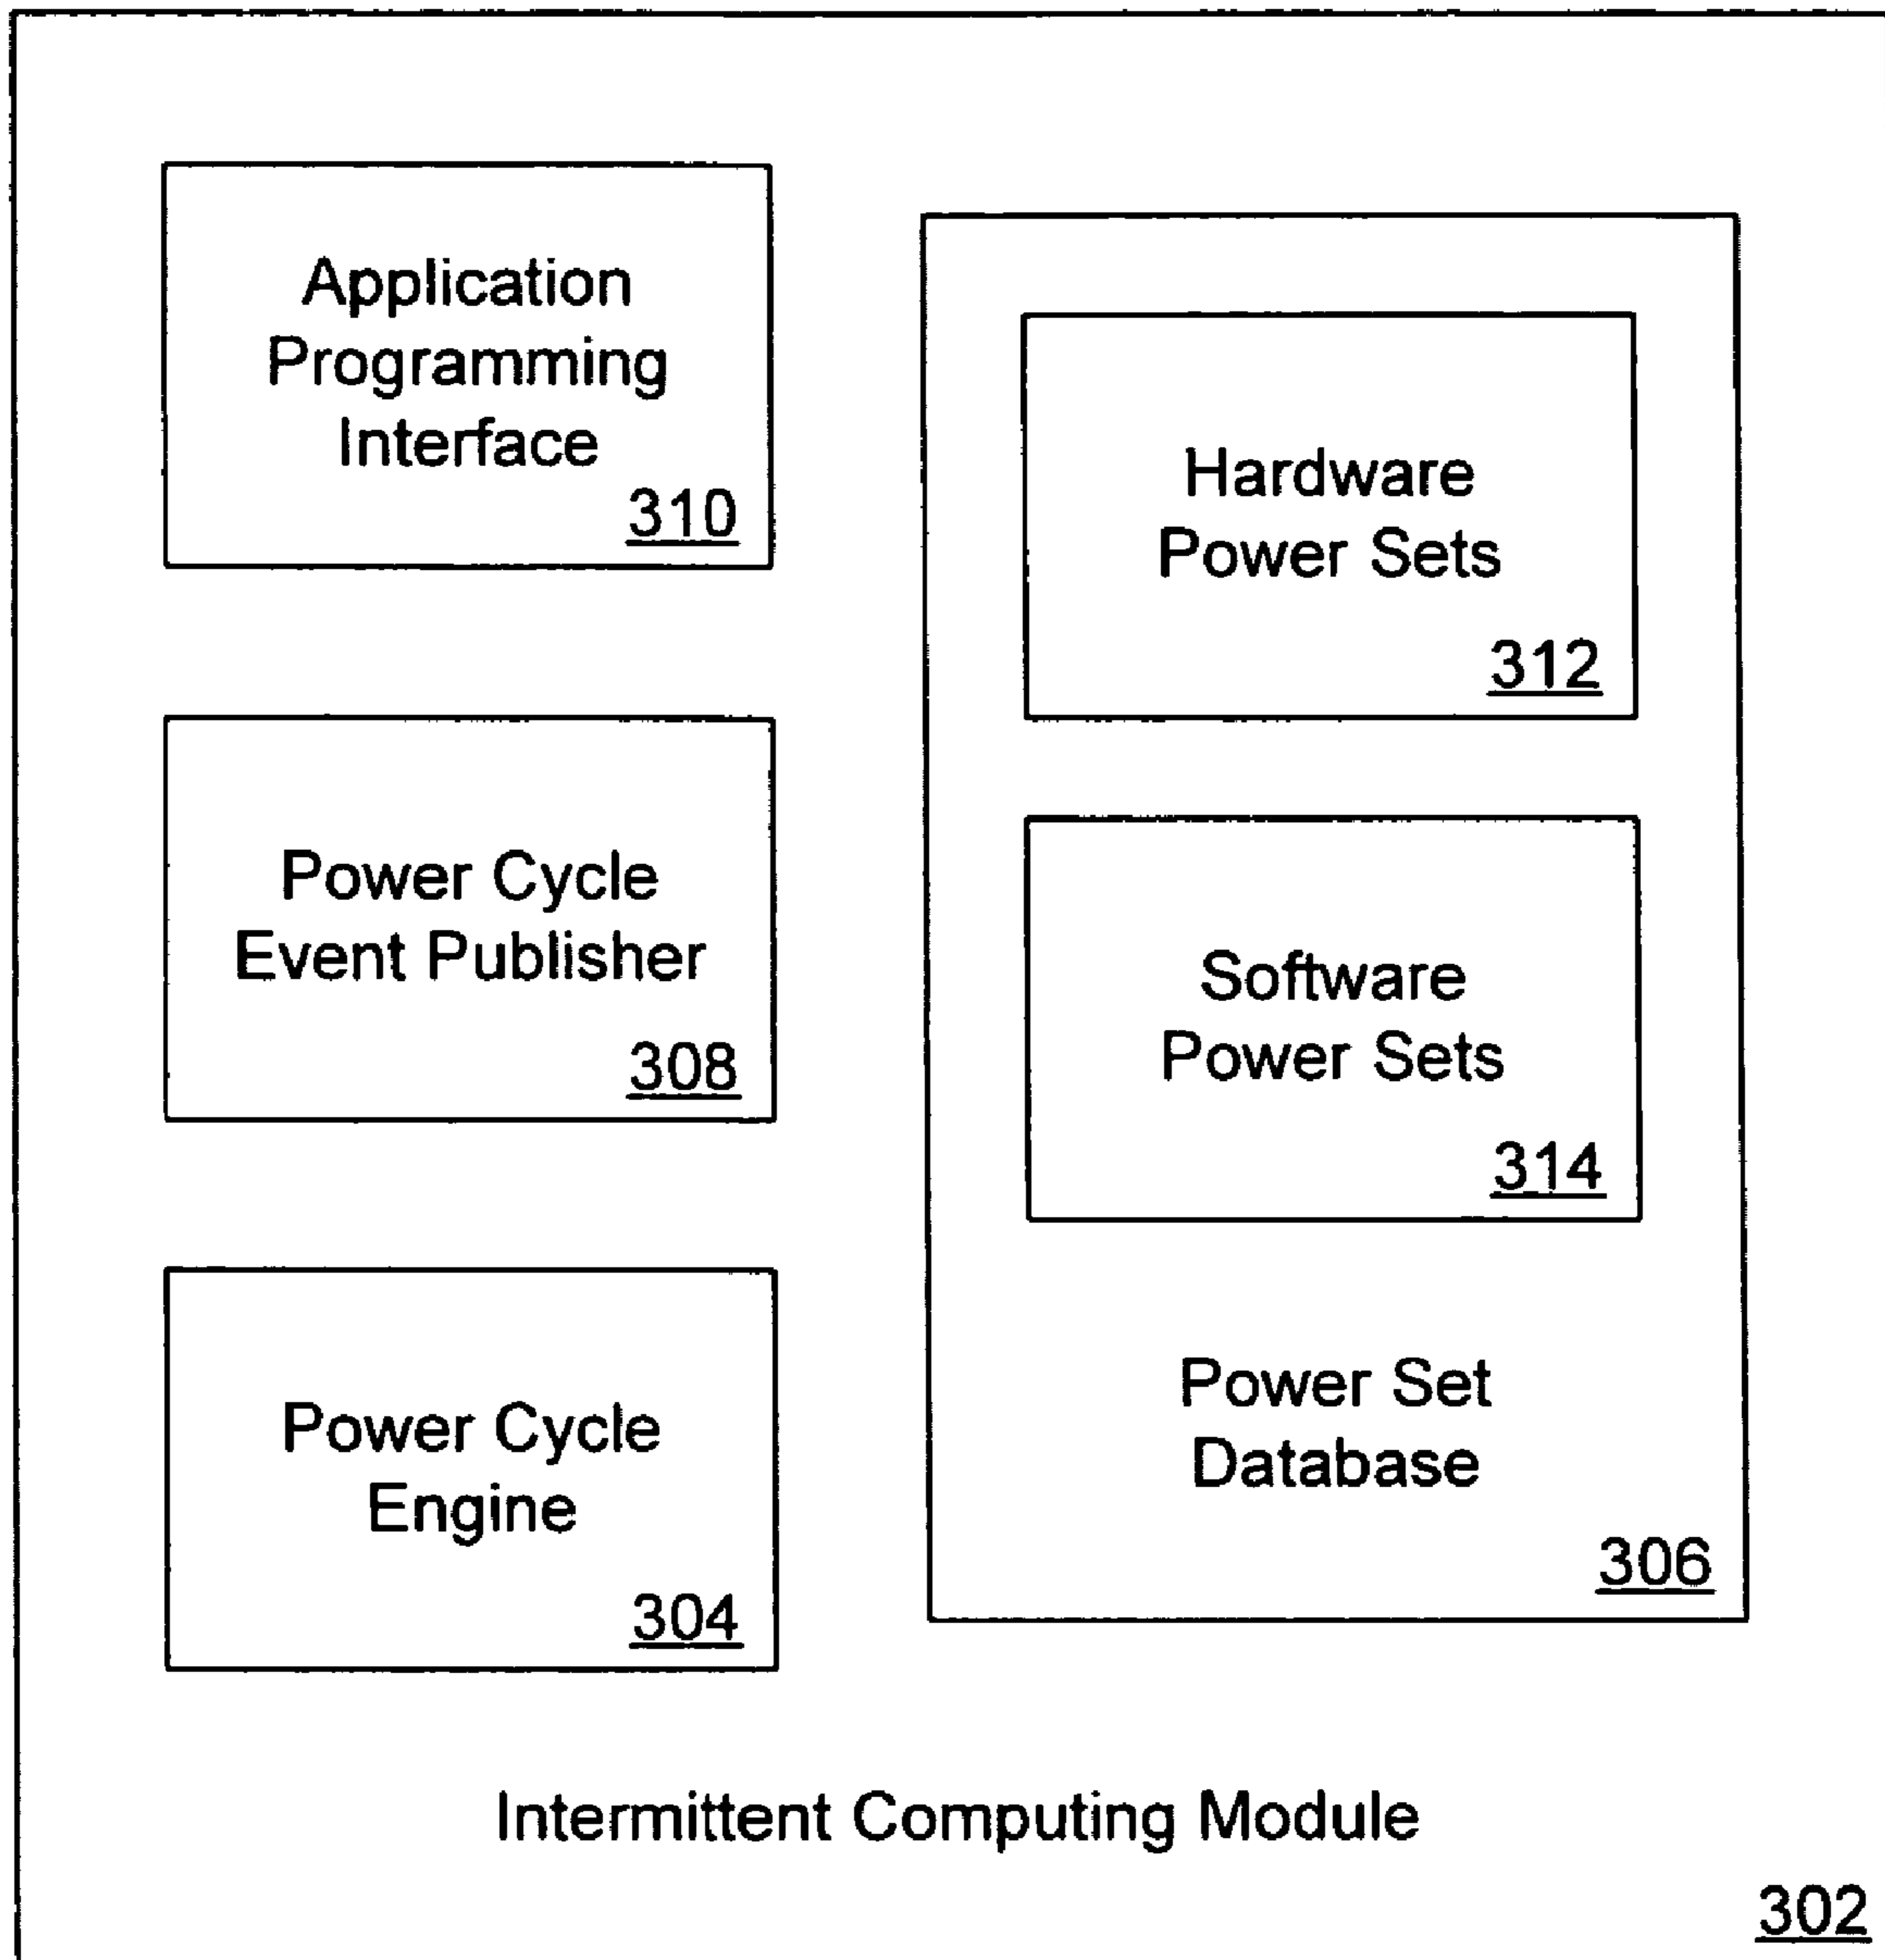 Application
Programming
Interface
310
Power Cycle
Event Publisher
308
Power Cycle
Engine
304
Hardware
Power Sets
312
Software
Power Sets
314
Power Set
Database
306
Intermittent Computing Module
302